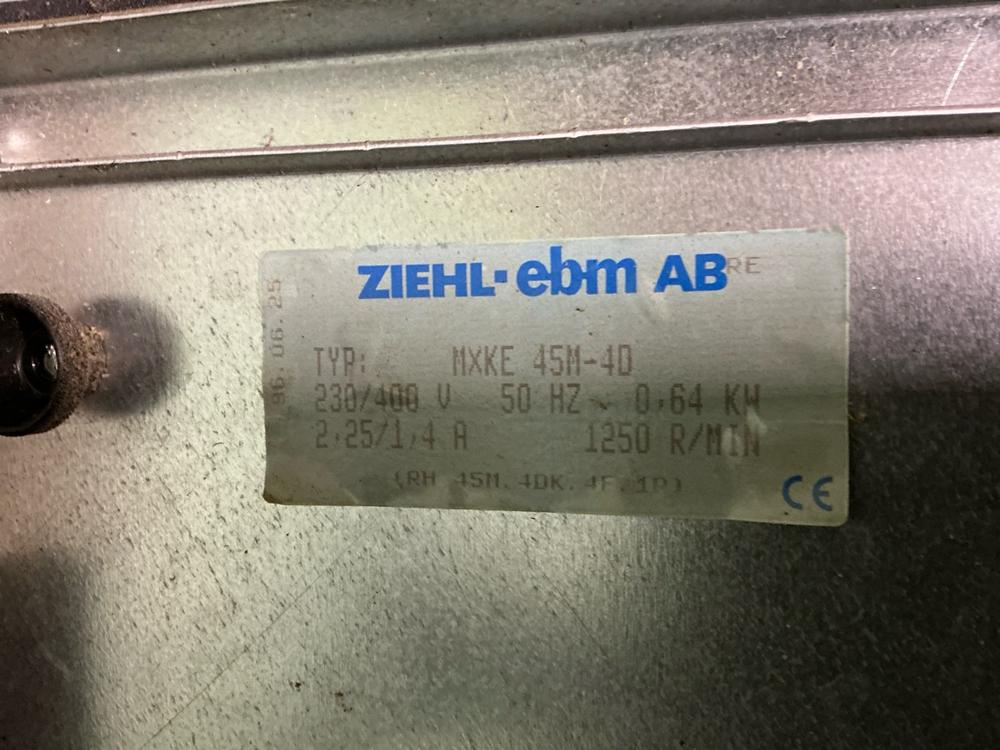 ZIEHL·ebm AB RE
96.06.25
TYP: MXKE 45M-4D
230/400 V 50 HZ 0,64 KW
2,25/1,4 A 1250 R/MIN
(RH 45M.4DK.4F.1R)
CE